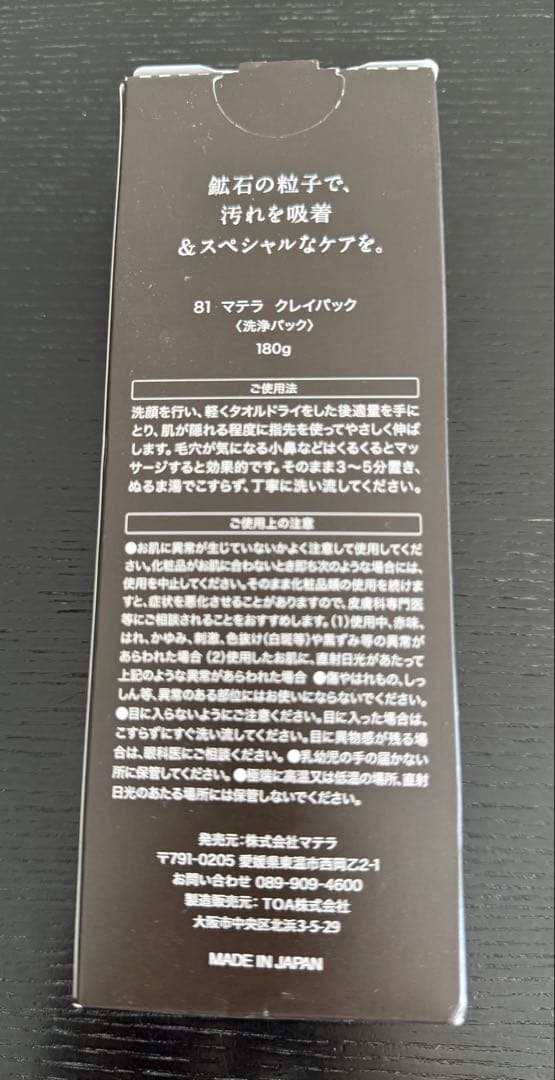 鉱石の粒子で、
汚れを吸着
&スペシャルなケアを。
81 マテラ クレイパック
〈洗浄パック〉
180g
ご使用法
洗顔を行い、軽くタオルドライをした後適量を手に
とり、肌が隠れる程度に指先を使ってやさしく伸ば
します。毛穴が気になる小鼻などはくるくるとマッ
サージすると効果的です。そのまま3〜5分置き、
ぬるま湯でこすらず、丁寧に洗い流してください。
ご使用上の注意
●お肌に異常が生じていないかよく注意して使用してくだ
さい。化粧品がお肌に合わないとき即ち次のような場合には、
使用を中止してください。そのまま化粧品類の使用を続けま
すと、症状を悪化させることがありますので、皮膚科専門医
等にご相談されることをおすすめします。(1)使用中、赤味、
はれ、かゆみ、刺激、色抜け(白斑等)や黒ずみ等の異常が
あらわれた場合 (2)使用したお肌に、直射日光があたって
上記のような異常があらわれた場合 ●傷やはれもの、しっ
しん等、異常のある部位にはお使いにならないでください。
●目に入らないようにご注意ください。目に入った場合は、
こすらずにすぐ洗い流してください。目に異物感が残る場
合は、眼科医にご相談ください。●乳幼児の手の届かない
所に保管してください。●極端に高温又は低温の場所、直射
日光のあたる場所には保管しないでください。
発売元：株式会社マテラ
〒791-0205 愛媛県東温市西岡乙2-1
お問い合わせ 089-909-4600
製造販売元：TOA株式会社
大阪市中央区北浜3-5-29
MADE IN JAPAN